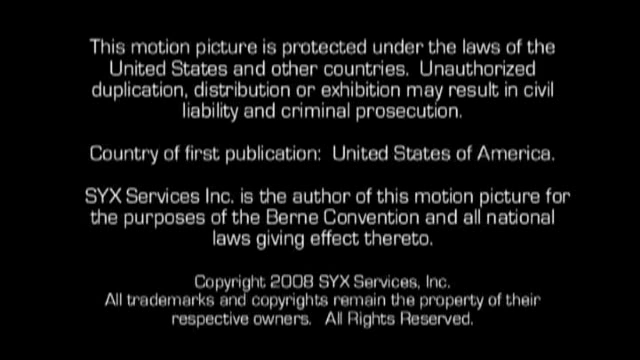 This motion picture is protected under the laws of the
United States and other countries.  Unauthorized
duplication, distribution or exhibition may result in civil
liability and criminal prosecution.
Country of first publication:  United States of America.
SYX Services Inc. is the author of this motion picture for
the purposes of the Berne Convention and all national
laws giving effect thereto.
Copyright 2008 SYX Services, Inc.
All trademarks and copyrights remain the property of their
respective owners.  All Rights Reserved.